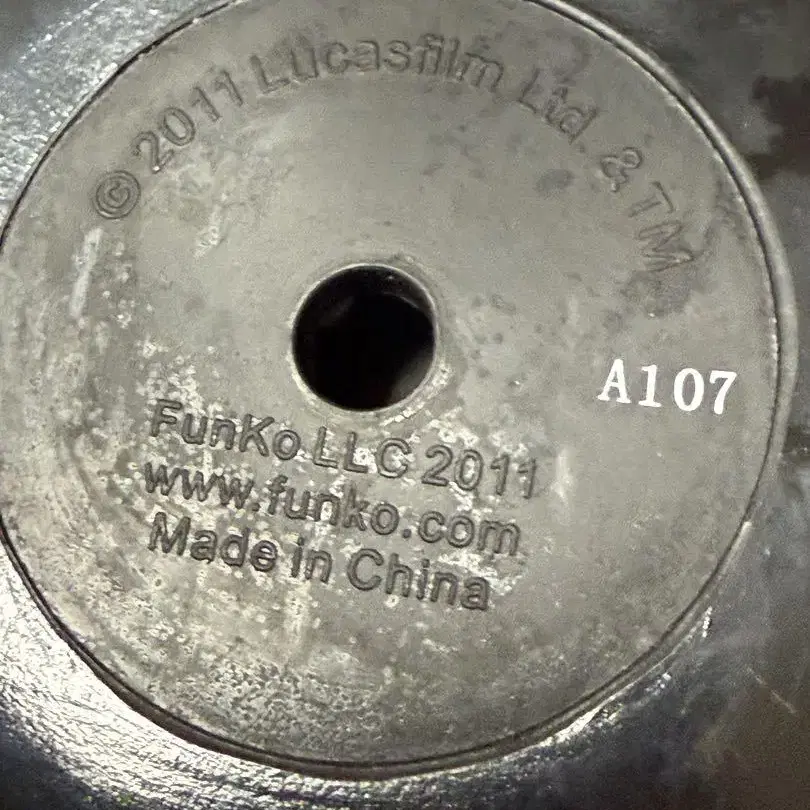 © 2011 Lucasfilm Ltd. & TM
A107
FunKo LLC 2011
www.funko.com
Made in China